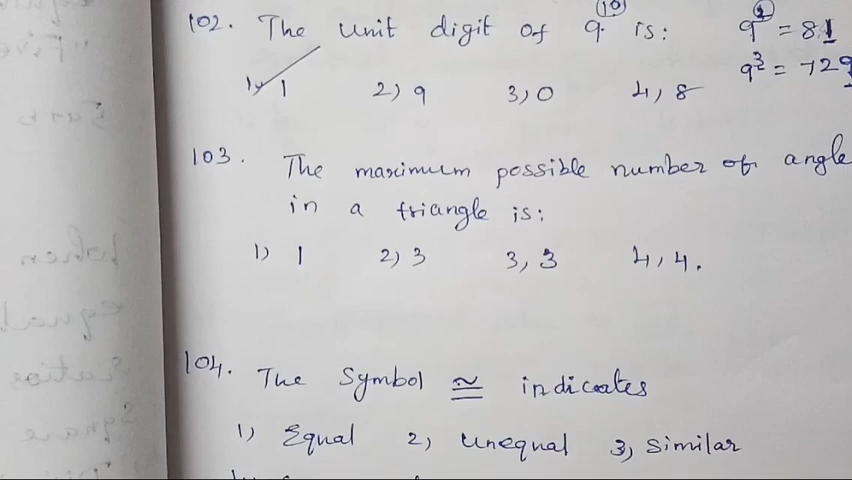 102. The unit digit of 9^10 is: 9^2 = 81
9^3 = 729
1) 1 2) 9 3) 0 4) 8
103. The maximum possible number of angle
in a triangle is:
1) 1 2) 3 3) 3 4) 4.
104. The Symbol ≅ indicates
1) Equal 2) unequal 3) Similar